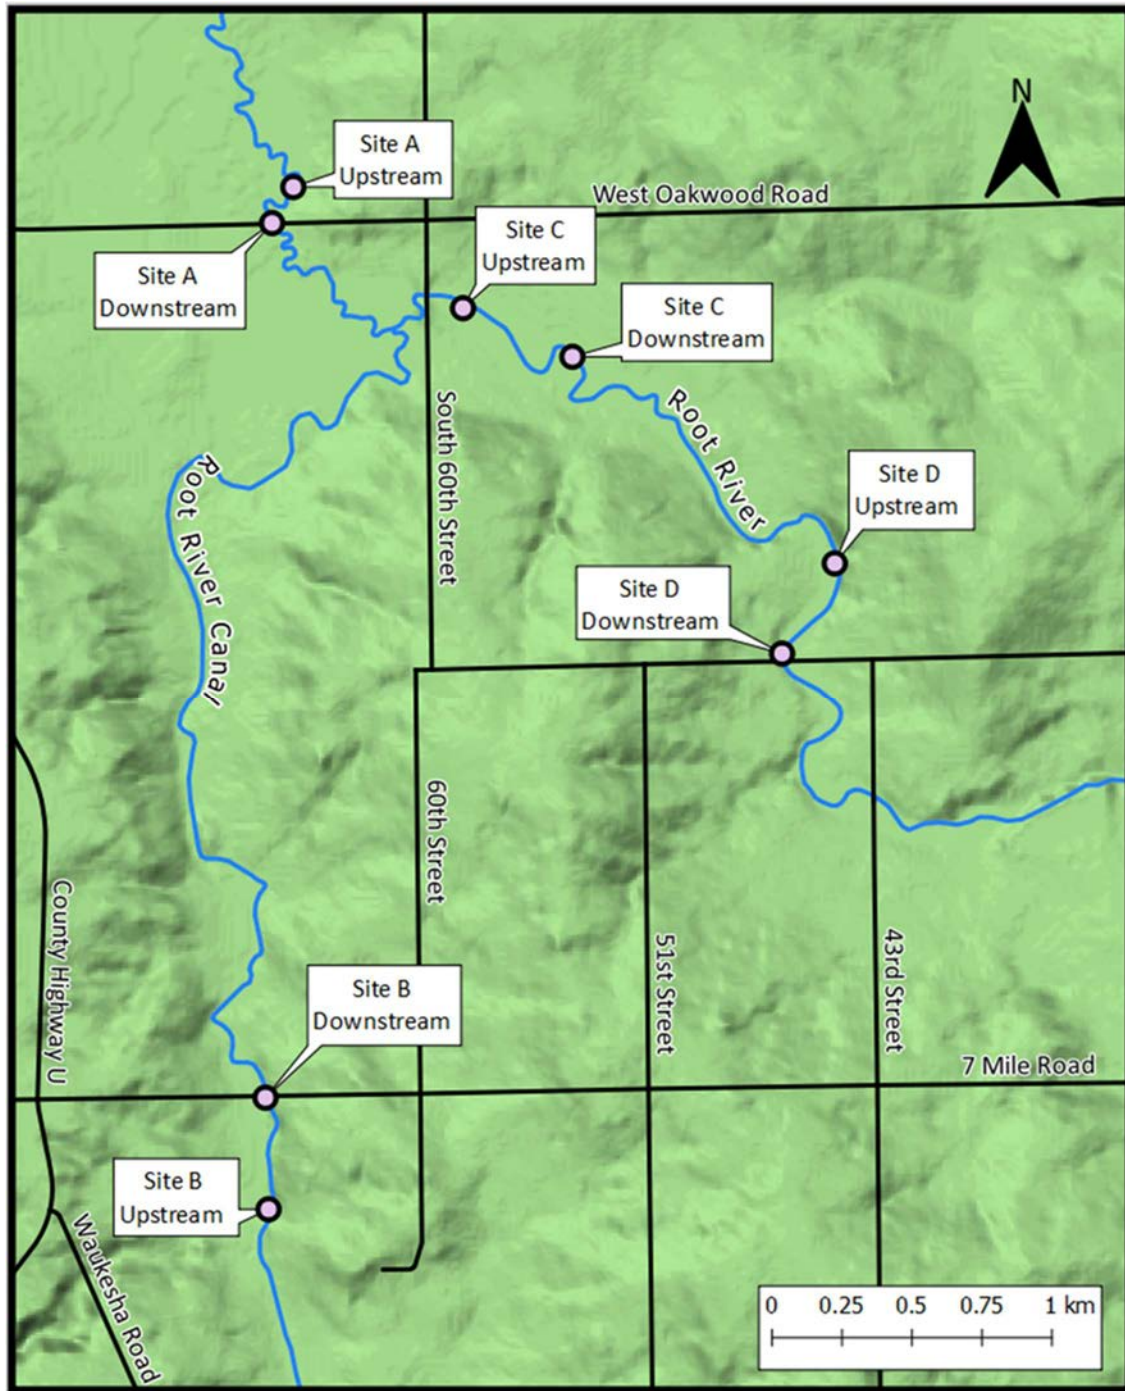 N
Site A
Upstream
West Oakwood Road
Site C
Upstream
Site A
Downstream
Site C
Downstream
Root River
South 60th Street
Root River Canal
Site D
Upstream
Site D
Downstream
60th Street
County Highway U
51st Street
43rd Street
Site B
Downstream
7 Mile Road
Site B
Upstream
Waukesha Road
0 0.25 0.5 0.75 1 km